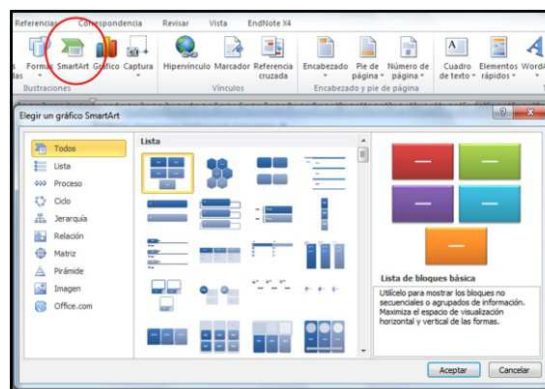 Referencias Correspondencia Revisar Vista EndNote X4
Formas SmartArt Gráfico Captura
Hipervínculo Marcador Referencia cruzada
Encabezado Pie de página Número de página
Cuadro de texto Elementos rápidos
Ilustraciones Vínculos Encabezado y pie de página
Elegir un gráfico SmartArt
Todos
Lista
Proceso
Ciclo
Jerarquía
Relación
Matriz
Pirámide
Imagen
Office.com
Lista
Lista de bloques básica
Utilícelo para mostrar los bloques no
secuenciales o agrupados de información.
Maximiza el espacio de visualización
horizontal y vertical de las formas.
Aceptar Cancelar